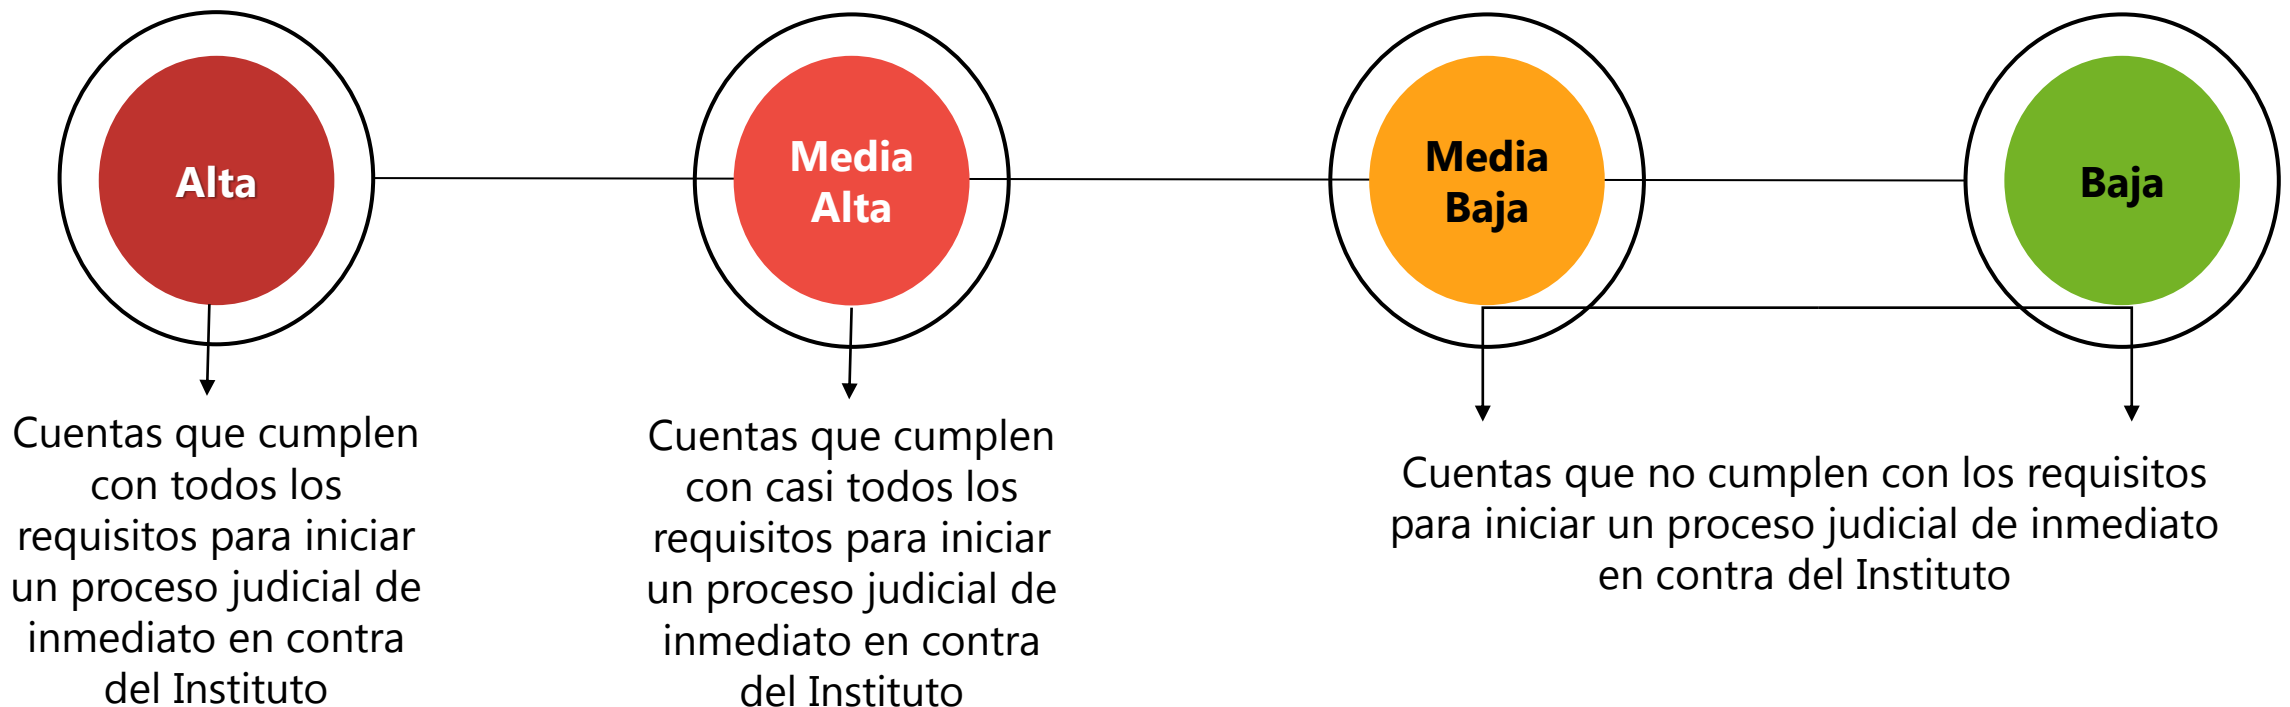 Alta
Media
Alta
Media
Baja
Baja
Cuentas que cumplen
con todos los
requisitos para iniciar
un proceso judicial de
inmediato en contra
del Instituto
Cuentas que cumplen
con casi todos los
requisitos para iniciar
un proceso judicial de
inmediato en contra
del Instituto
Cuentas que no cumplen con los requisitos
para iniciar un proceso judicial de inmediato
en contra del Instituto